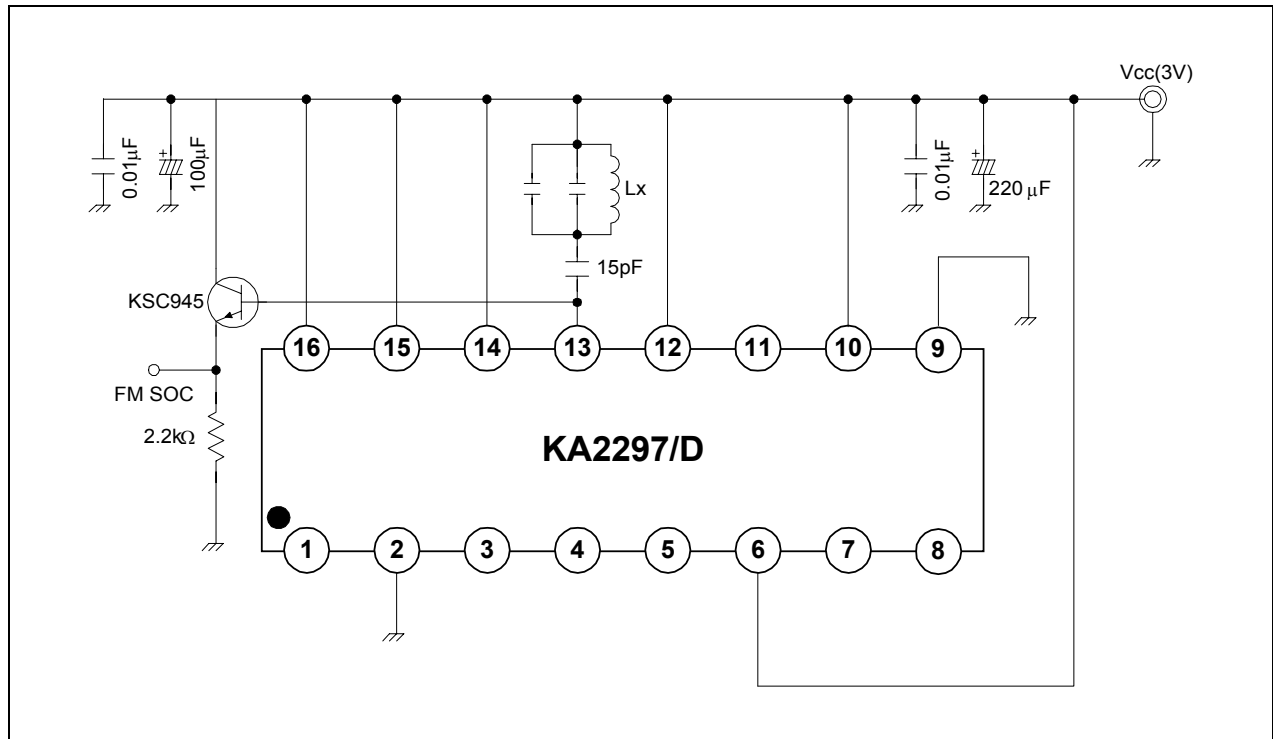 Vcc(3V)
0.01µF
100µF
Lx
0.01µF
220 µF
15pF
KSC945
16
15
14
13
12
11
10
9
FM SOC
2.2kΩ
KA2297/D
1
2
3
4
5
6
7
8